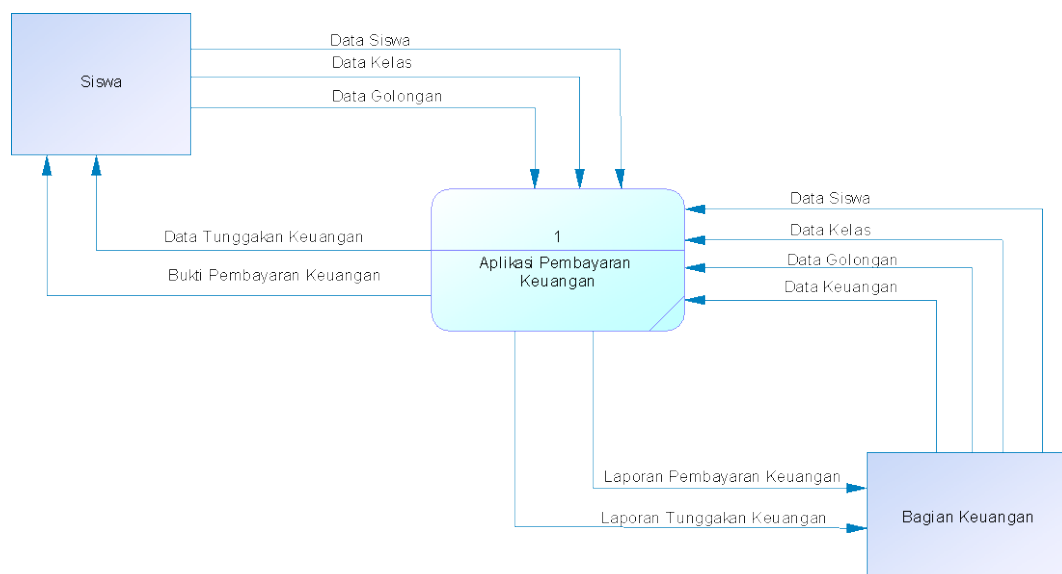 Data Siswa
Siswa
Data Kelas
Data Golongan
Data Siswa
Data Tunggakan Keuangan
1
Data Kelas
Aplikasi Pembayaran
Keuangan
Data Golongan
Bukti Pembayaran Keuangan
Data Keuangan
Laporan Pembayaran Keuangan
Laporan Tunggakan Keuangan
Bagian Keuangan